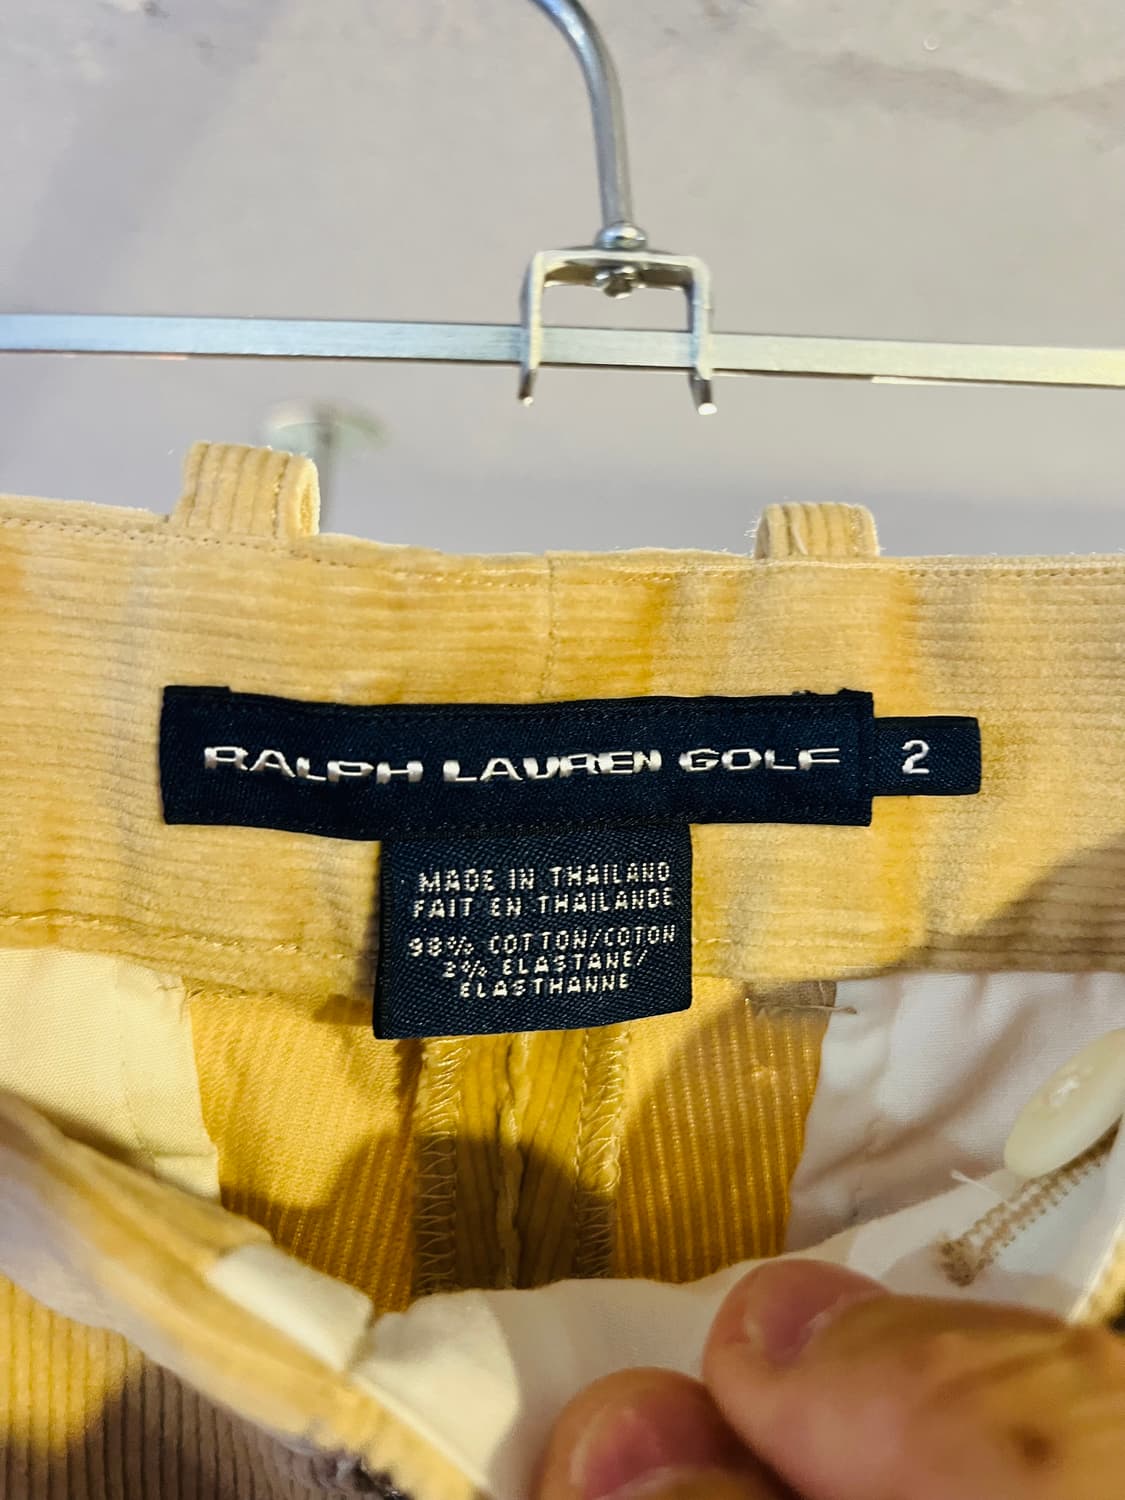 RALPH LAUREN GOLF
2
MADE IN THAILAND
FAIT EN THAILANDE
98% COTTON/COTON
2% ELASTANE/
ELASTHANNE